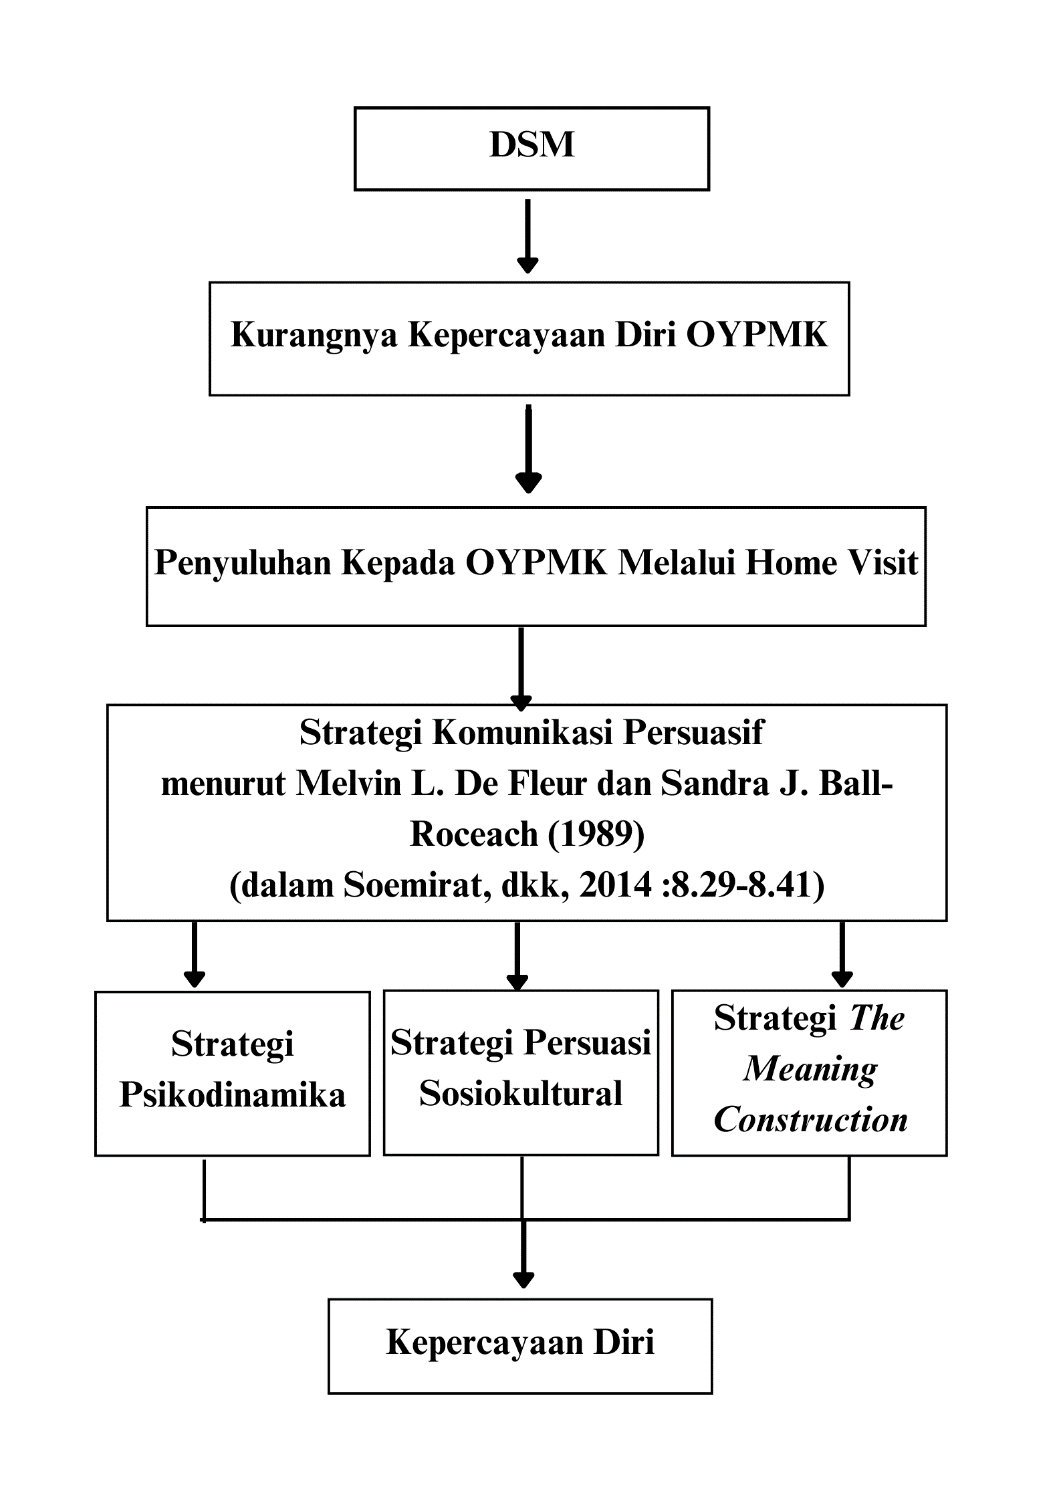 DSM
Kurangnya Kepercayaan Diri OYPMK
Penyuluhan Kepada OYPMK Melalui Home Visit
Strategi Komunikasi Persuasif
menurut Melvin L. De Fleur dan Sandra J. Ball-
Roceach (1989)
(dalam Soemirat, dkk, 2014 :8.29-8.41)
Strategi
Psikodinamika
Strategi Persuasi
Sosiokultural
Strategi The
Meaning
Construction
Kepercayaan Diri